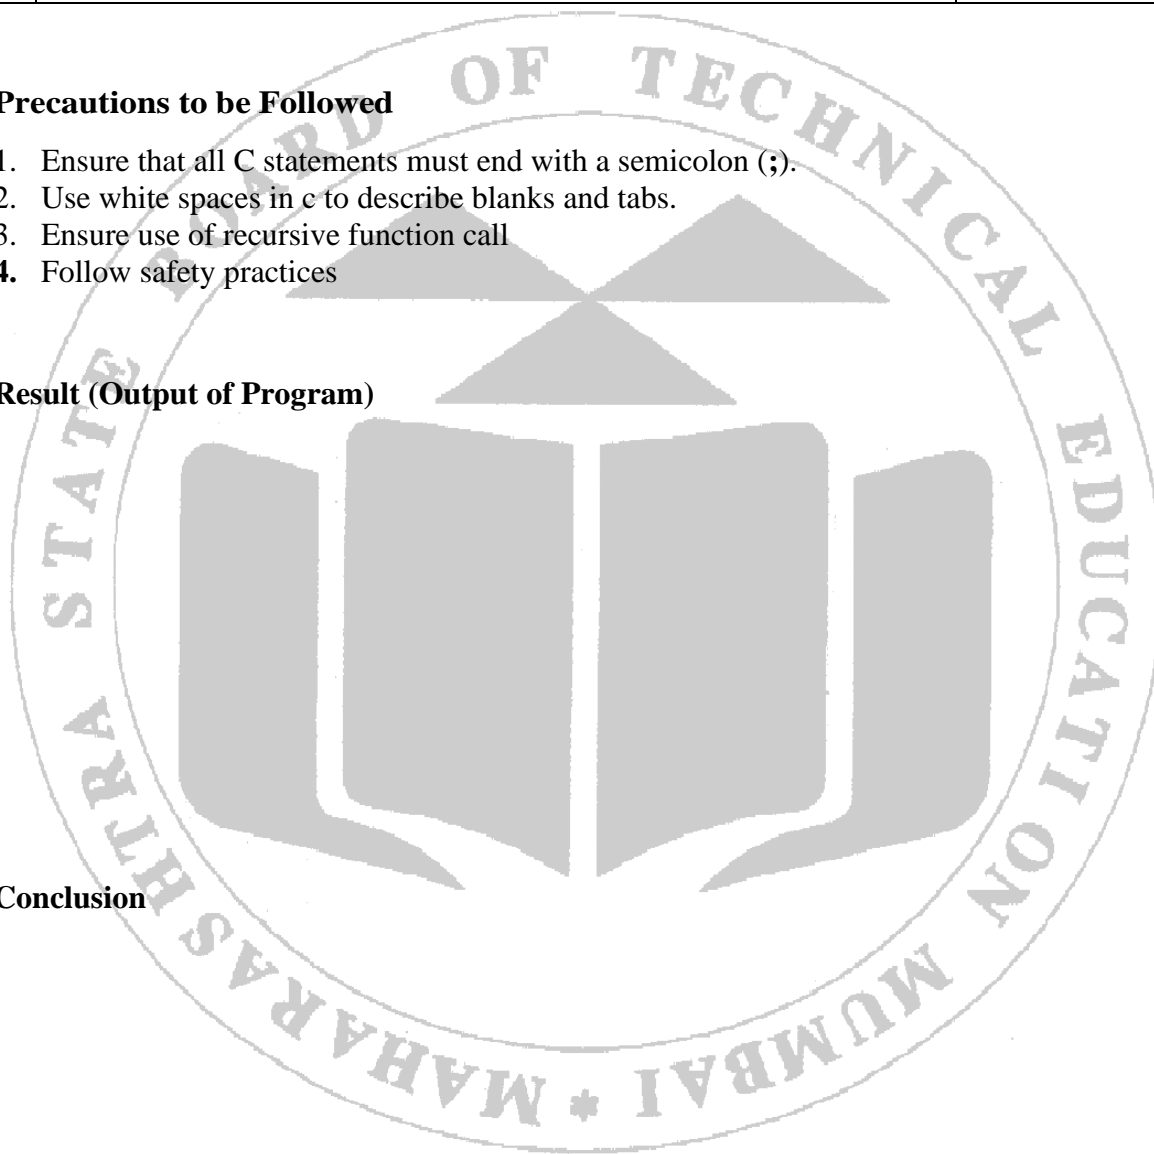 Precautions to be Followed
1. Ensure that all C statements must end with a semicolon (;).
2. Use white spaces in c to describe blanks and tabs.
3. Ensure use of recursive function call
4. Follow safety practices
Result (Output of Program)
Conclusion
MAHARASHTRA STATE BOARD OF TECHNICAL EDUCATION MUMBAI *